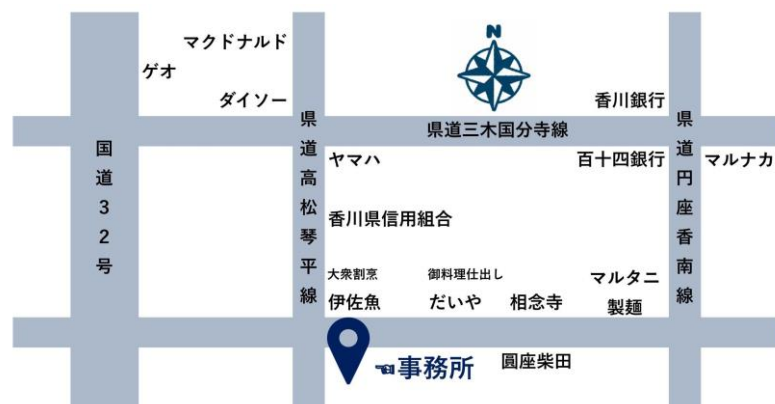 N
マクドナルド
ゲオ
ダイソー
香川銀行
県道三木国分寺線
国道32号
県道高松琴平線
県道円座香南線
ヤマハ
百十四銀行
マルナカ
香川県信用組合
大衆割烹
伊佐魚
御料理仕出し
だいや
相念寺
マルタニ
製麺
☜事務所
圓座柴田